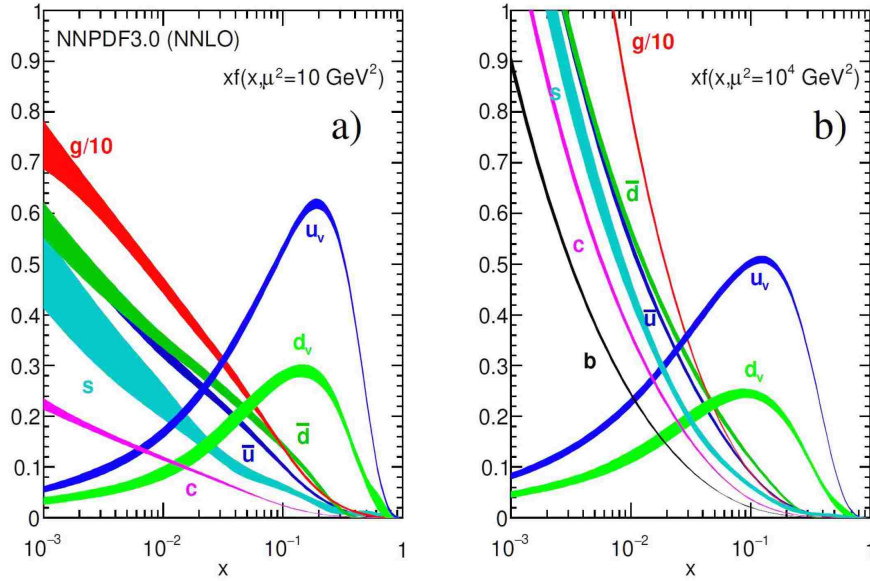 NNPDF3.0 (NNLO)
xf(x,μ²=10 GeV²)
a)
g/10
u_v
d_v
s
d̅
u̅
c
0
0.1
0.2
0.3
0.4
0.5
0.6
0.7
0.8
0.9
1
10⁻³
10⁻²
10⁻¹
1
x
g/10
xf(x,μ²=10⁴ GeV²)
b)
s
d̅
c
u_v
u̅
b
d_v
0
0.1
0.2
0.3
0.4
0.5
0.6
0.7
0.8
0.9
1
10⁻³
10⁻²
10⁻¹
1
x